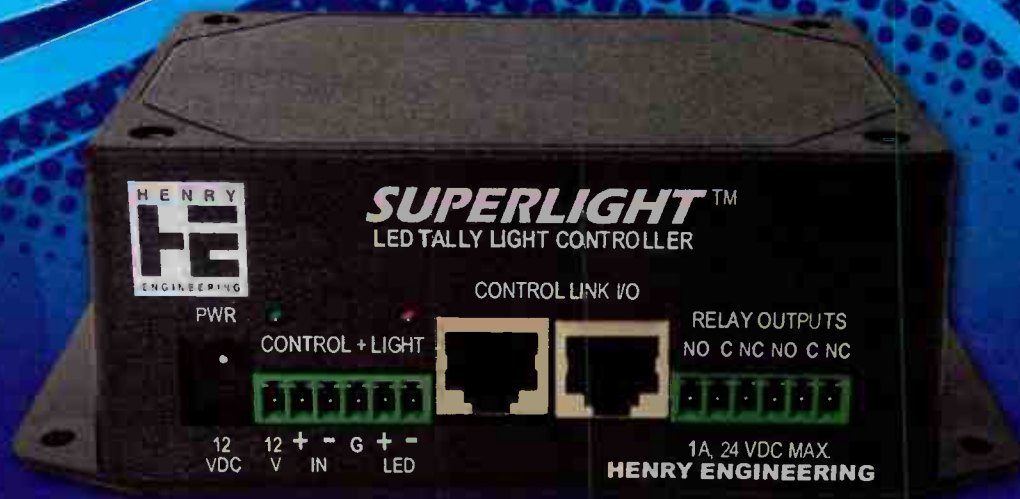 HENRY
HE
ENGINEERING
SUPERLIGHT™
LED TALLY LIGHT CONTROLLER
CONTROL LINK I/O
PWR
CONTROL + LIGHT
RELAY OUTPUTS
NO C NC NO C NC
12 VDC
12 V + - IN G + - LED
1A, 24 VDC MAX.
HENRY ENGINEERING